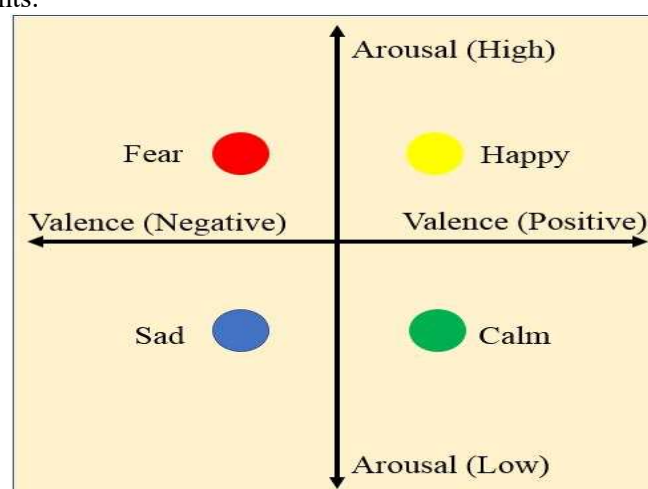 Arousal (High)
Fear
Happy
Valence (Negative)
Valence (Positive)
Sad
Calm
Arousal (Low)